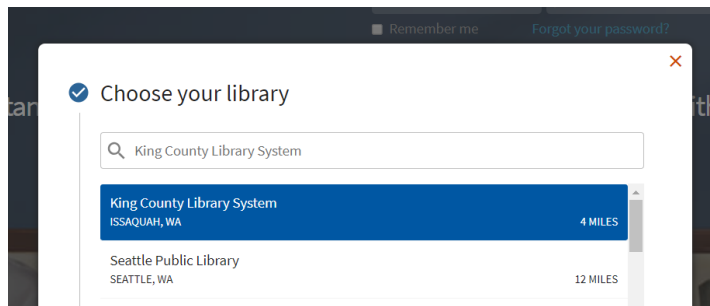 Remember me Forgot your password?
Choose your library
King County Library System
King County Library System
ISSAQUAH, WA 4 MILES
Seattle Public Library
SEATTLE, WA 12 MILES